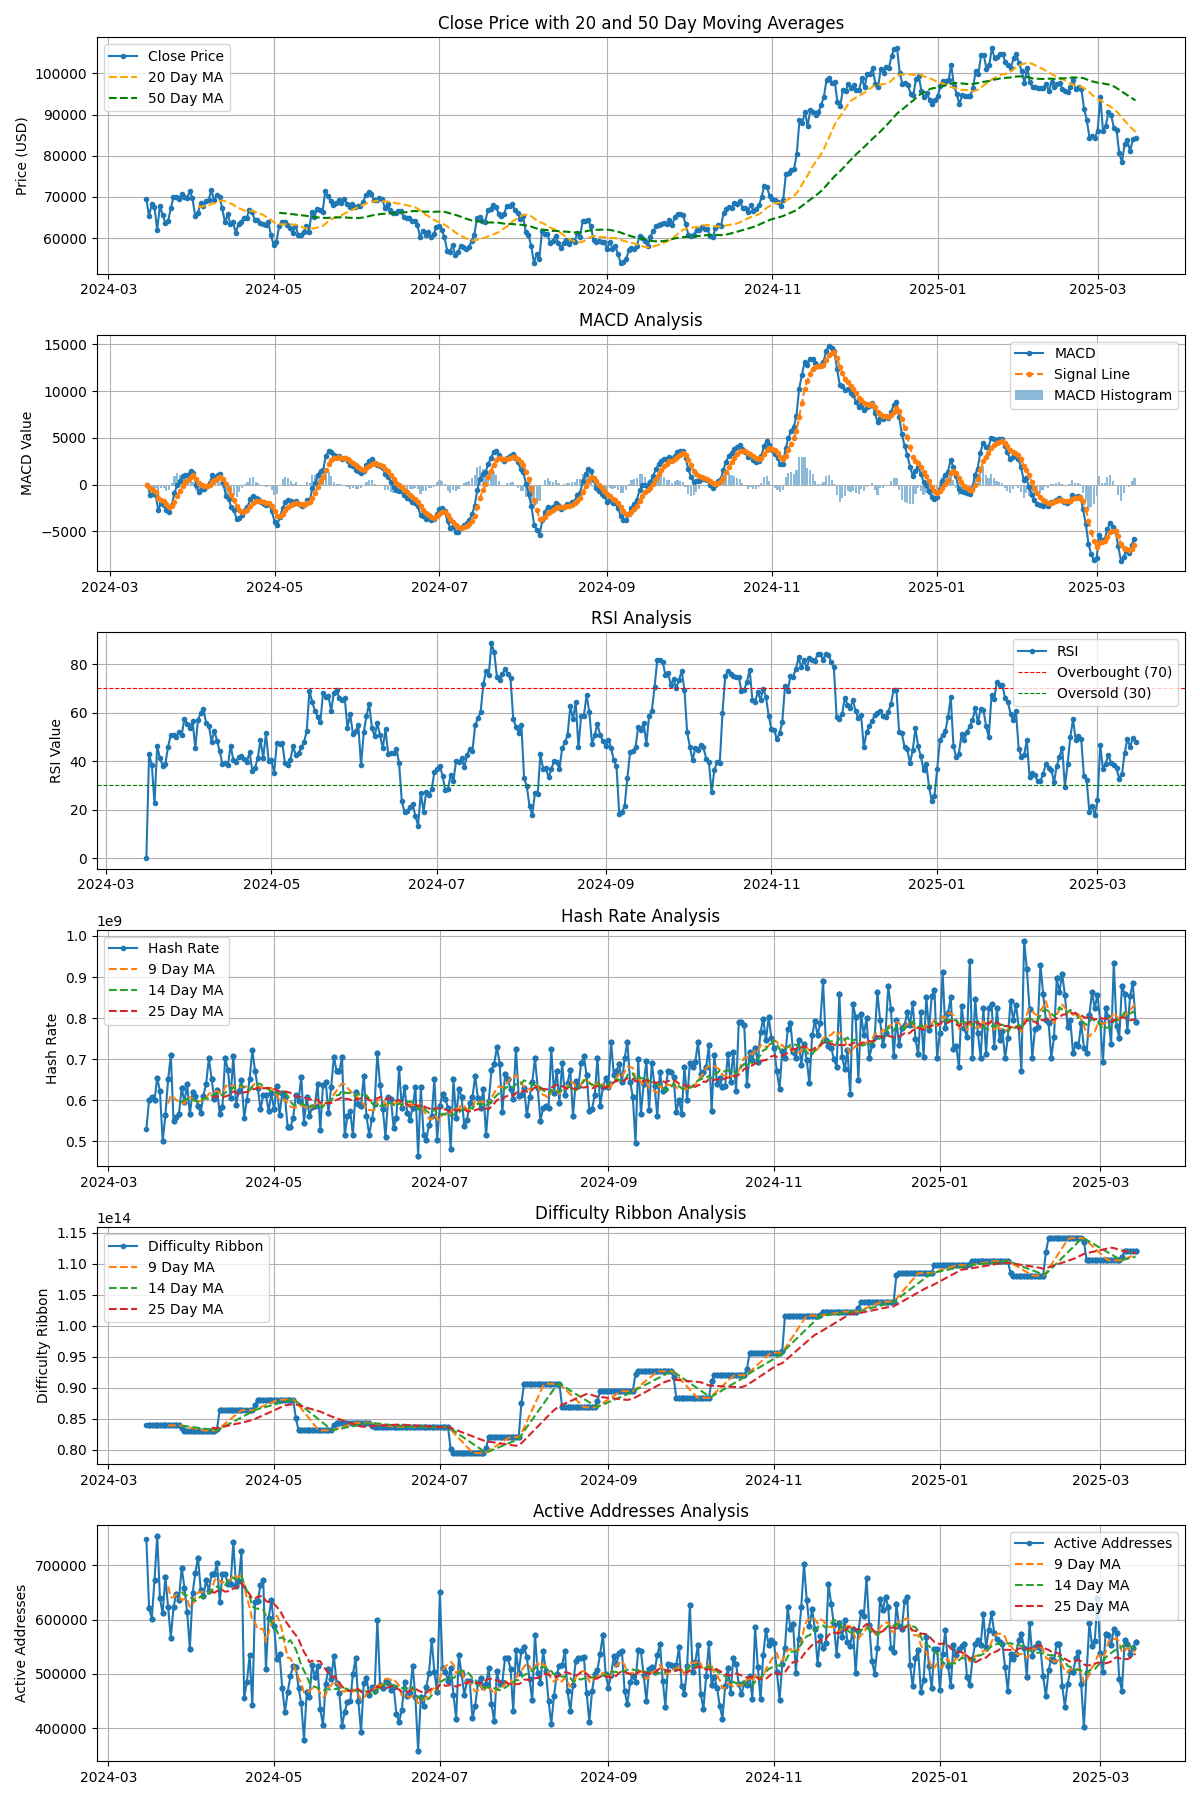 Close Price with 20 and 50 Day Moving Averages
Price (USD)
100000
90000
80000
70000
60000
Close Price
20 Day MA
50 Day MA
2024-03 2024-05 2024-07 2024-09 2024-11 2025-01 2025-03
MACD Analysis
MACD Value
15000
10000
5000
0
−5000
MACD
Signal Line
MACD Histogram
2024-03 2024-05 2024-07 2024-09 2024-11 2025-01 2025-03
RSI Analysis
RSI Value
80
60
40
20
0
RSI
Overbought (70)
Oversold (30)
2024-03 2024-05 2024-07 2024-09 2024-11 2025-01 2025-03
Hash Rate Analysis
1e9
Hash Rate
1.0
0.9
0.8
0.7
0.6
0.5
Hash Rate
9 Day MA
14 Day MA
25 Day MA
2024-03 2024-05 2024-07 2024-09 2024-11 2025-01 2025-03
Difficulty Ribbon Analysis
1e14
Difficulty Ribbon
1.15
1.10
1.05
1.00
0.95
0.90
0.85
0.80
Difficulty Ribbon
9 Day MA
14 Day MA
25 Day MA
2024-03 2024-05 2024-07 2024-09 2024-11 2025-01 2025-03
Active Addresses Analysis
Active Addresses
700000
600000
500000
400000
Active Addresses
9 Day MA
14 Day MA
25 Day MA
2024-03 2024-05 2024-07 2024-09 2024-11 2025-01 2025-03